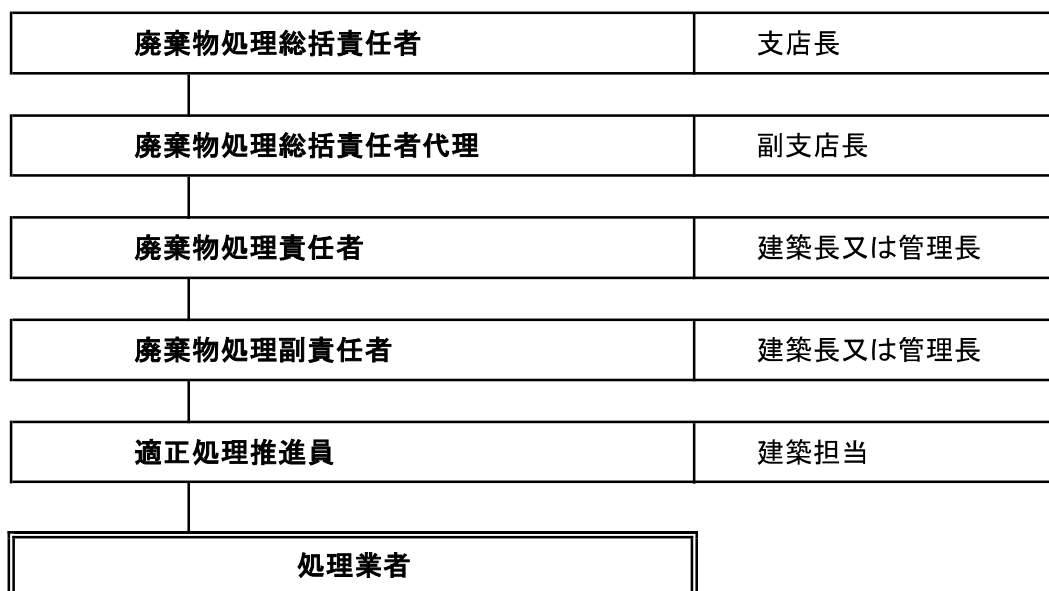 廃棄物処理総括責任者 支店長
廃棄物処理総括責任者代理 副支店長
廃棄物処理責任者 建築長又は管理長
廃棄物処理副責任者 建築長又は管理長
適正処理推進員 建築担当
処理業者